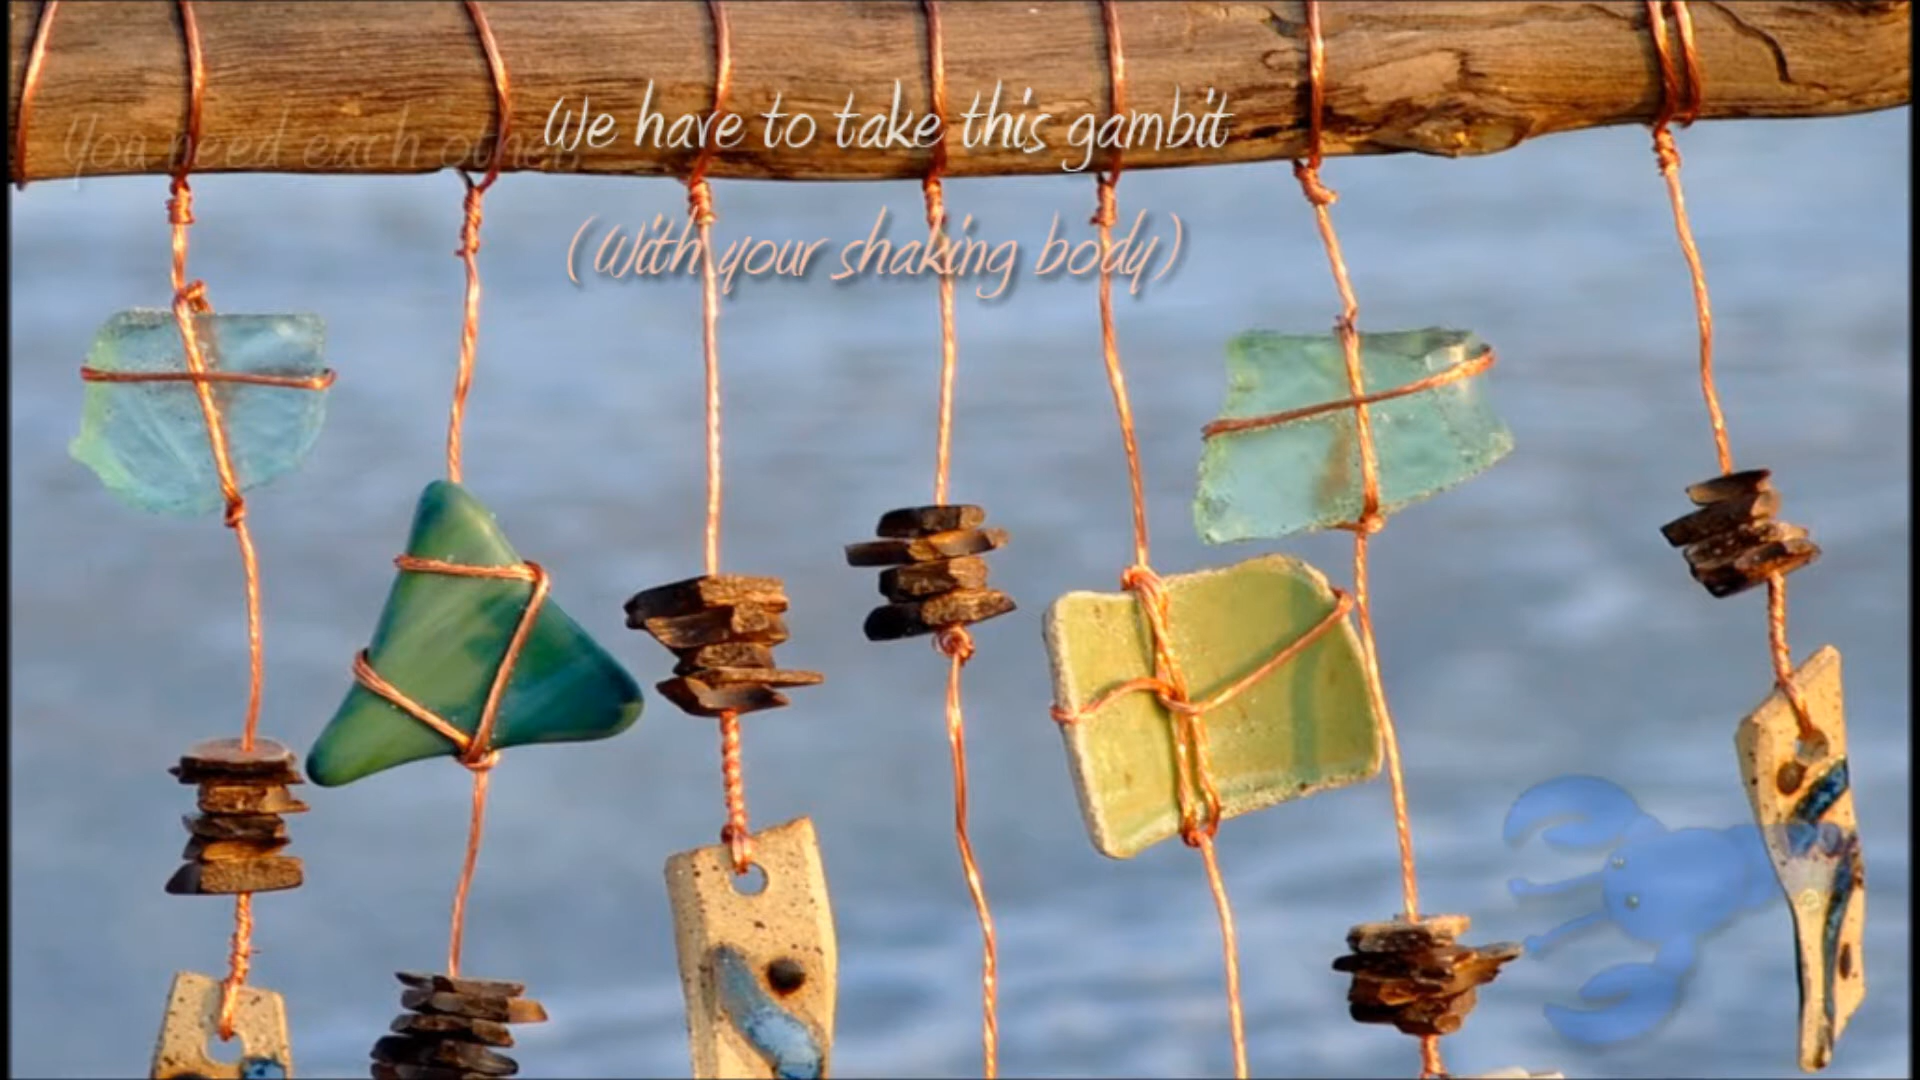 You need each other
We have to take this gambit
(With your shaking body)